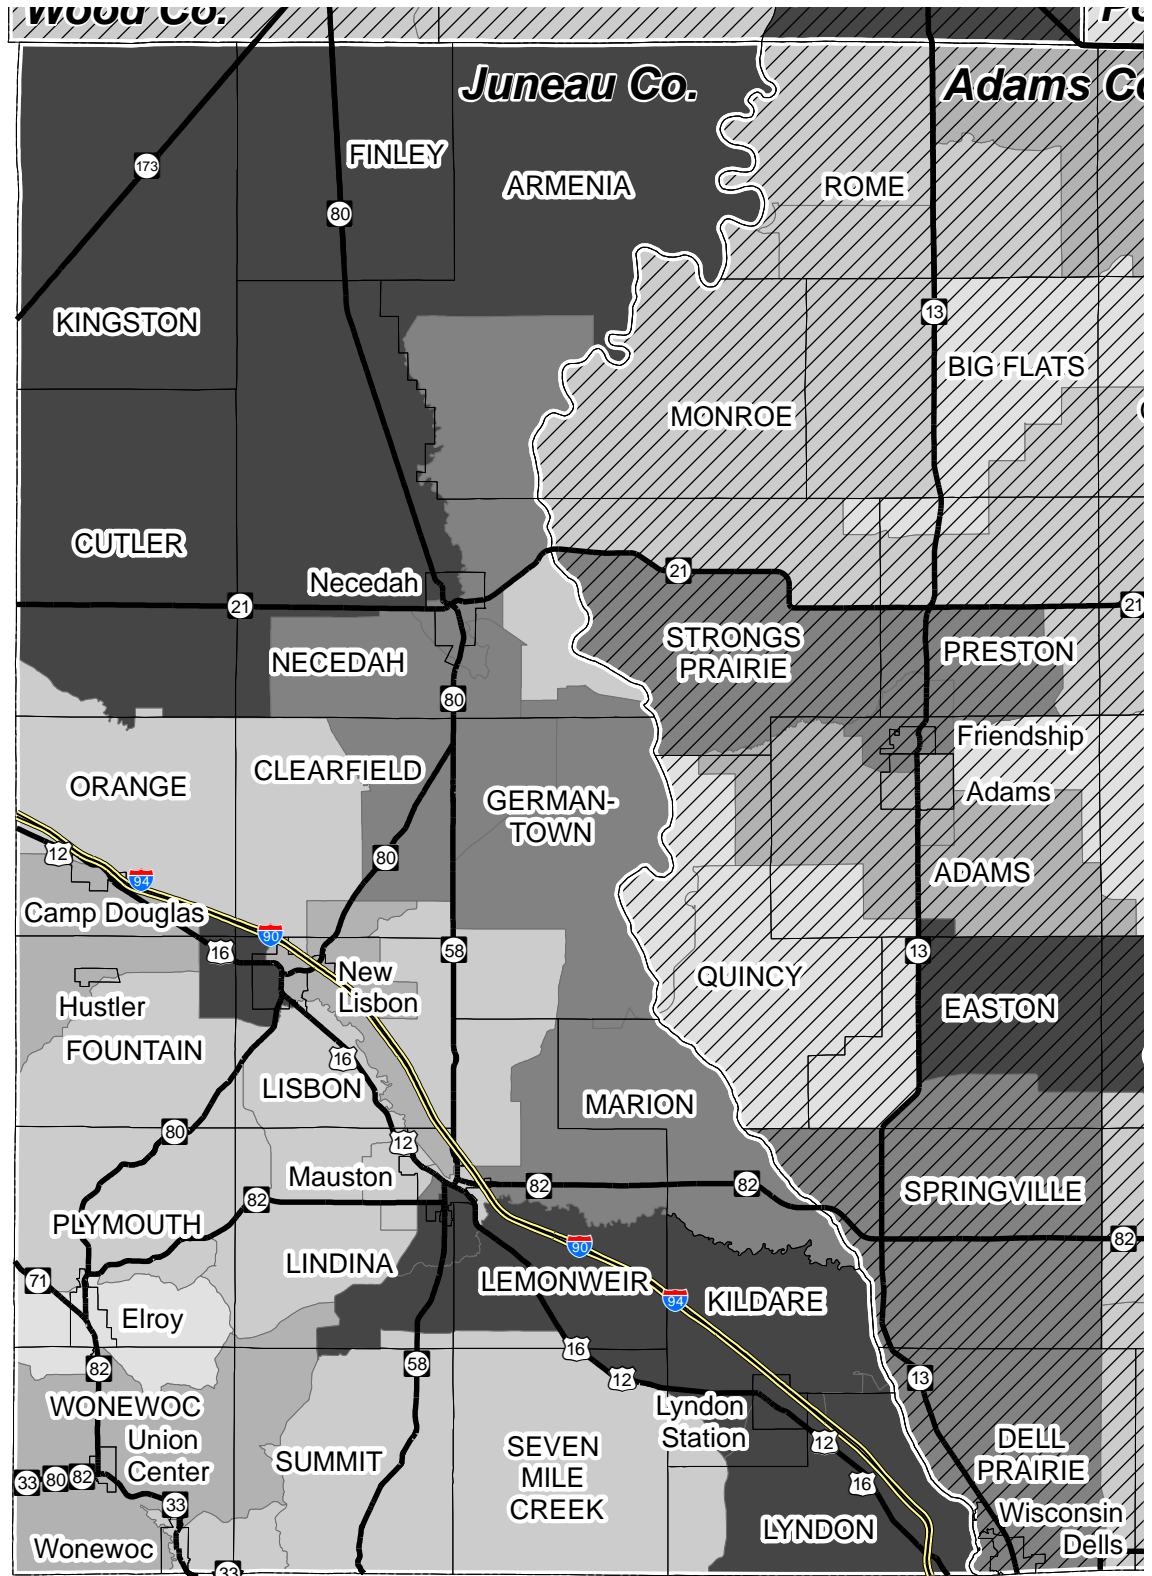 Wood Co.
Juneau Co.
Adams Co
FINLEY
ARMENIA
ROME
173
80
KINGSTON
13
BIG FLATS
MONROE
CUTLER
Necedah
21
21
21
STRONGS
PRAIRIE
PRESTON
NECEDAH
80
Friendship
ORANGE
CLEARFIELD
GERMAN-
TOWN
Adams
12
80
94
ADAMS
Camp Douglas
90
16
58
13
New
Lisbon
QUINCY
Hustler
EASTON
FOUNTAIN
16
LISBON
MARION
80
12
Mauston
82
82
82
SPRINGVILLE
PLYMOUTH
82
90
LINDINA
71
LEMONWEIR
94
KILDARE
Elroy
16
82
58
12
13
WONEWOC
Lyndon
Station
Union
Center
12
SUMMIT
SEVEN
MILE
CREEK
DELL
PRAIRIE
33
80
82
16
33
Wisconsin
Dells
LYNDON
Wonewoc
33